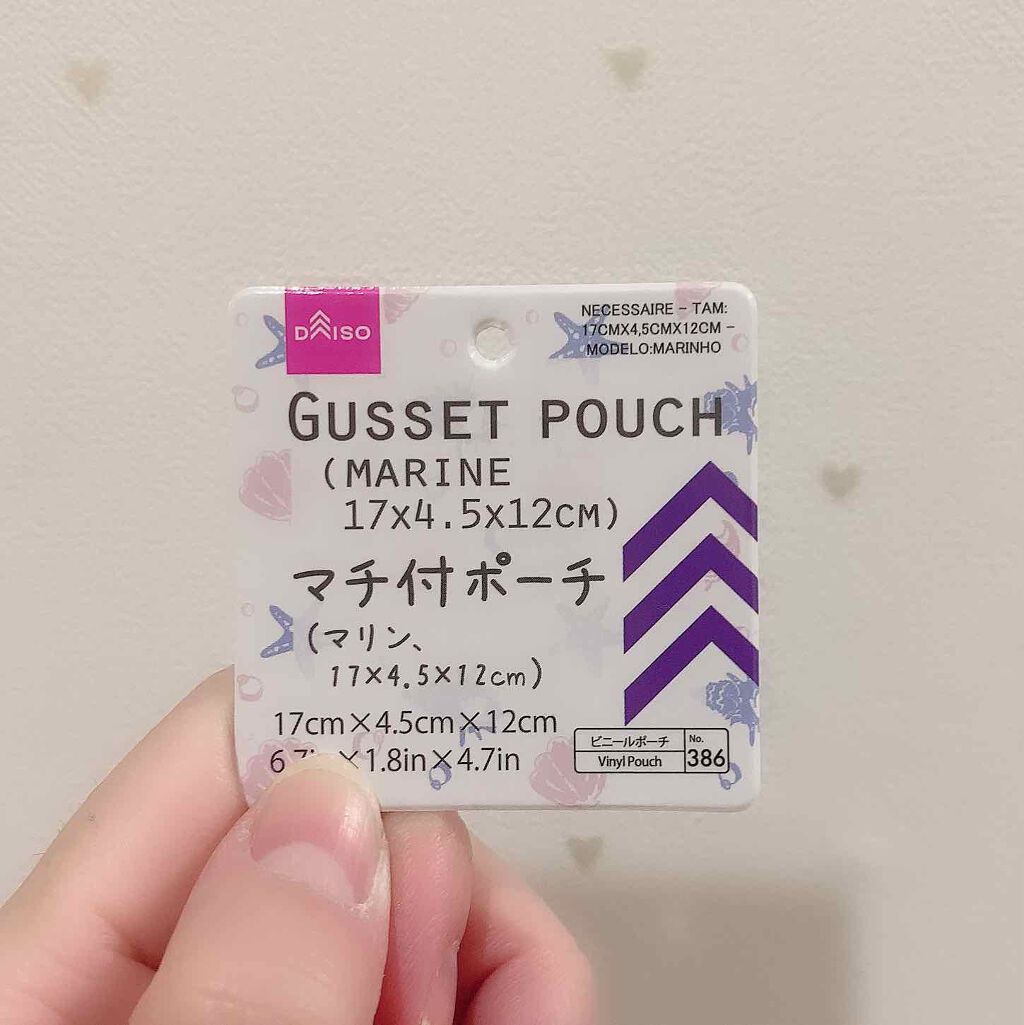 DAISO
NECESSAIRE - TAM:
17CMX4,5CMX12CM -
MODELO:MARINHO
GUSSET POUCH
(MARINE
17x4.5x12CM)
マチ付ポーチ
(マリン、
17×4.5×12cm)
17cm×4.5cm×12cm
×1.8in×4.7in
ビニールポーチ
Vinyl Pouch
No.
386